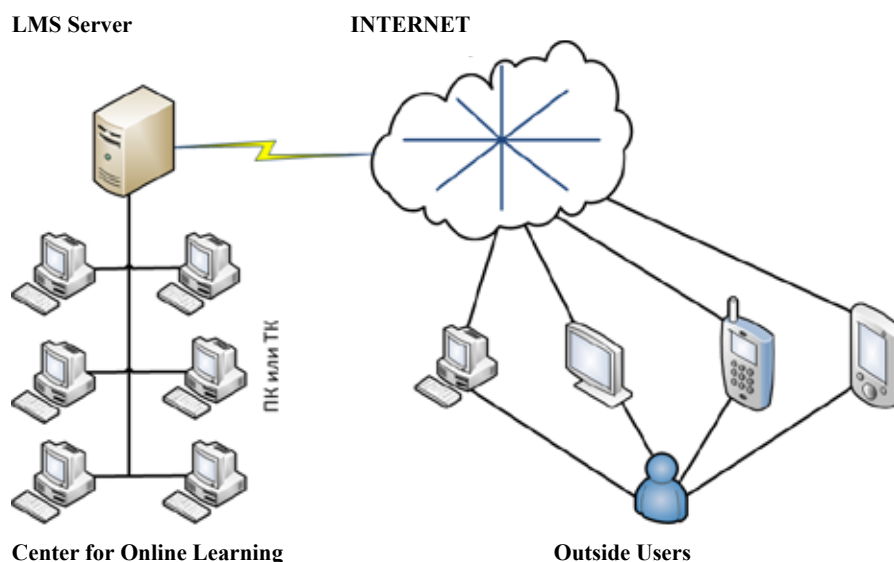 LMS Server
INTERNET
ПК или ТК
Center for Online Learning
Outside Users